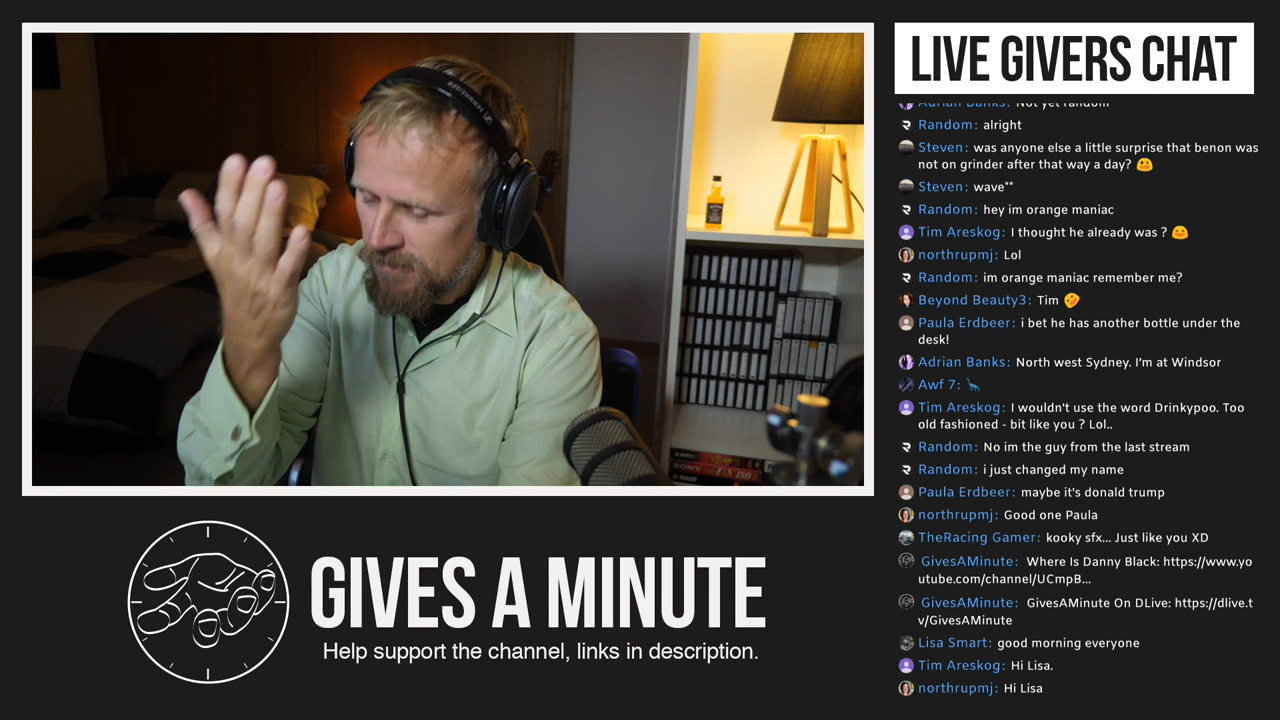 LIVE GIVERS CHAT
Adrian Banks: Not yet random
Random: alright
Steven: was anyone else a little surprise that benon was
not on grinder after that way a day? 😀
Steven: wave**
Random: hey im orange maniac
Tim Areskog: I thought he already was ? 😄
northrupmj: Lol
Random: im orange maniac remember me?
Beyond Beauty3: Tim 🤣
Paula Erdbeer: i bet he has another bottle under the
desk!
Adrian Banks: North west Sydney. I'm at Windsor
Awf 7: 🦕
Tim Areskog: I wouldn't use the word Drinkypoo. Too
old fashioned - bit like you ? Lol..
Random: No im the guy from the last stream
Random: i just changed my name
Paula Erdbeer: maybe it's donald trump
northrupmj: Good one Paula
TheRacing Gamer: kooky sfx... Just like you XD
GivesAMinute: Where Is Danny Black: https://www.yo
utube.com/channel/UCmpB...
GivesAMinute: GivesAMinute On DLive: https://dlive.t
v/GivesAMinute
Lisa Smart: good morning everyone
Tim Areskog: Hi Lisa.
northrupmj: Hi Lisa
SONY
GIVES A MINUTE
Help support the channel, links in description.